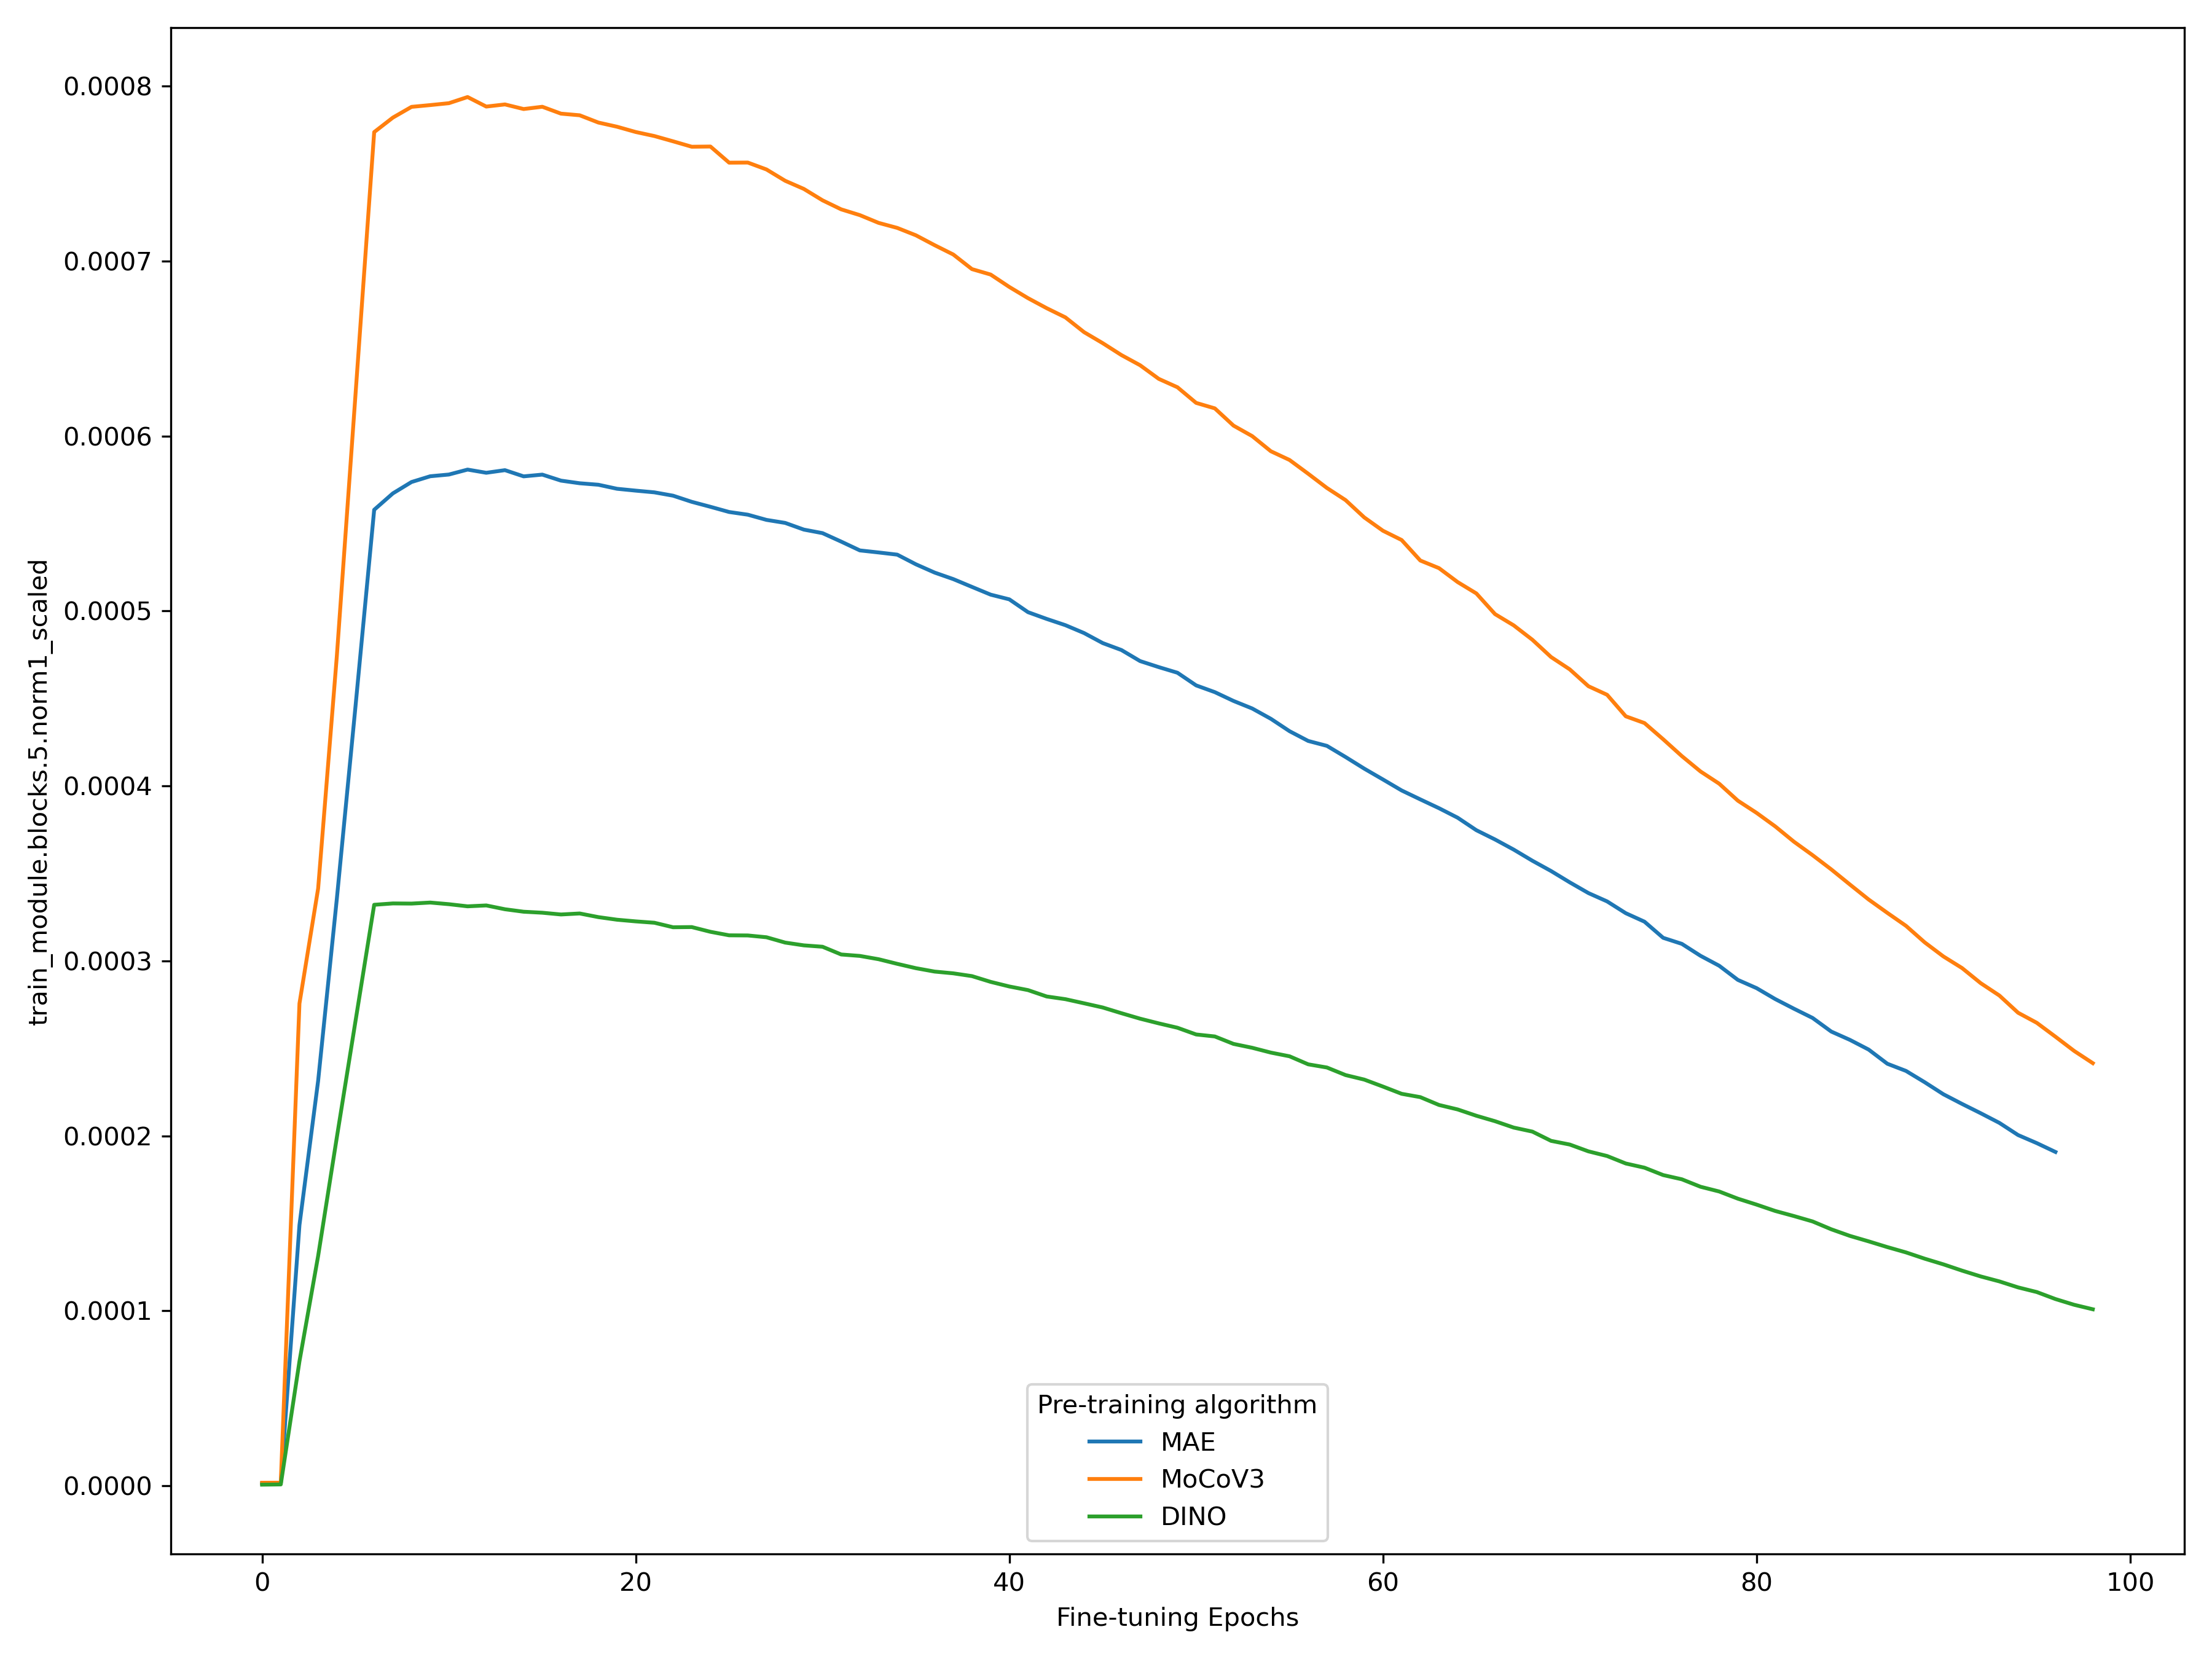 train_module.blocks.5.norm1_scaled
0.0008
0.0007
0.0006
0.0005
0.0004
0.0003
0.0002
0.0001
0.0000
Pre-training algorithm
MAE
MoCoV3
DINO
0 20 40 60 80 100
Fine-tuning Epochs